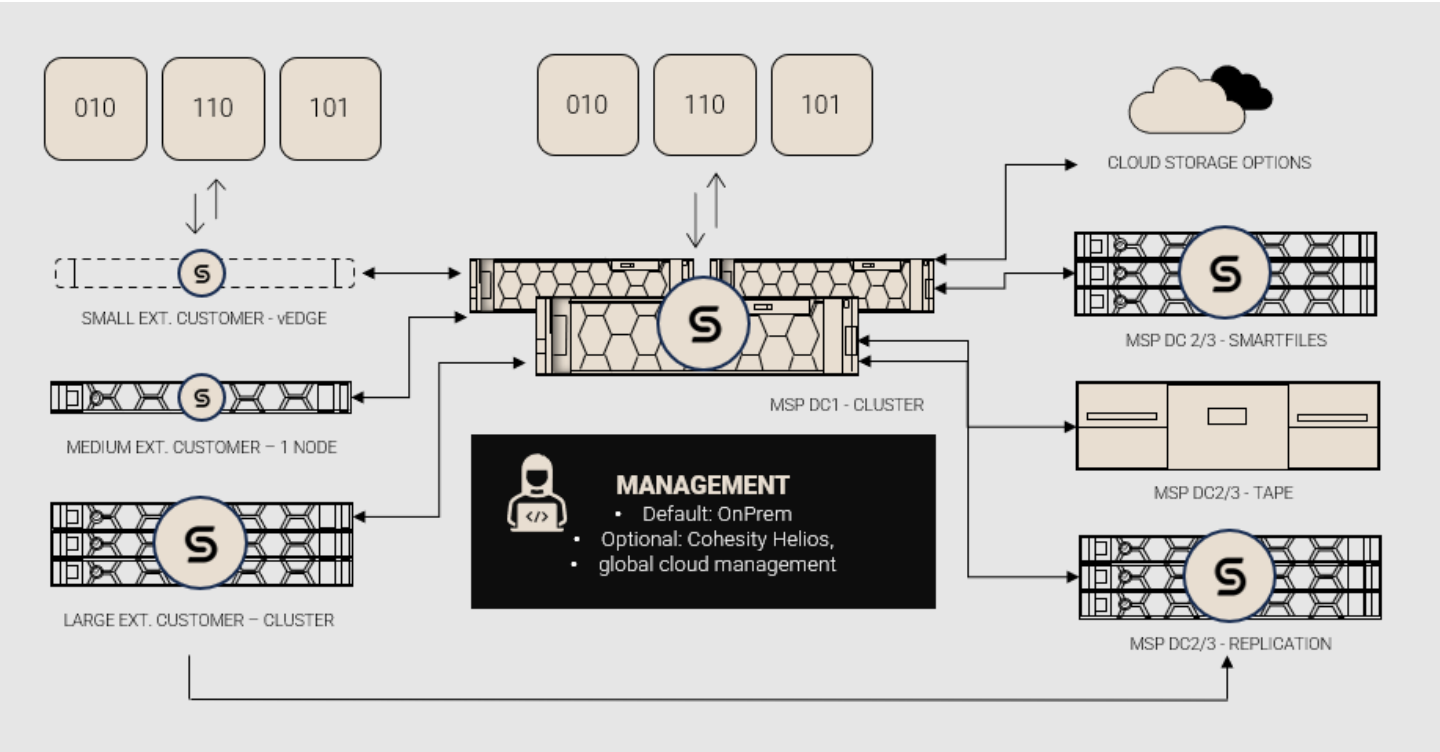 010
110
101
010
110
101
CLOUD STORAGE OPTIONS
SMALL EXT. CUSTOMER - vEDGE
MSP DC 2/3 - SMARTFILES
MSP DC1 - CLUSTER
MEDIUM EXT. CUSTOMER – 1 NODE
MANAGEMENT
• Default: OnPrem
• Optional: Cohesity Helios,
• global cloud management
</>
MSP DC2/3 - TAPE
LARGE EXT. CUSTOMER – CLUSTER
MSP DC2/3 - REPLICATION